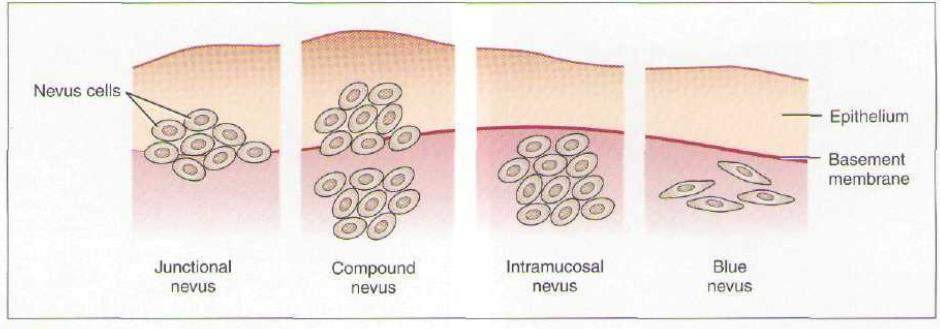 Nevus cells
Epithelium
Basement
membrane
Junctional
nevus
Compound
nevus
Intramucosal
nevus
Blue
nevus